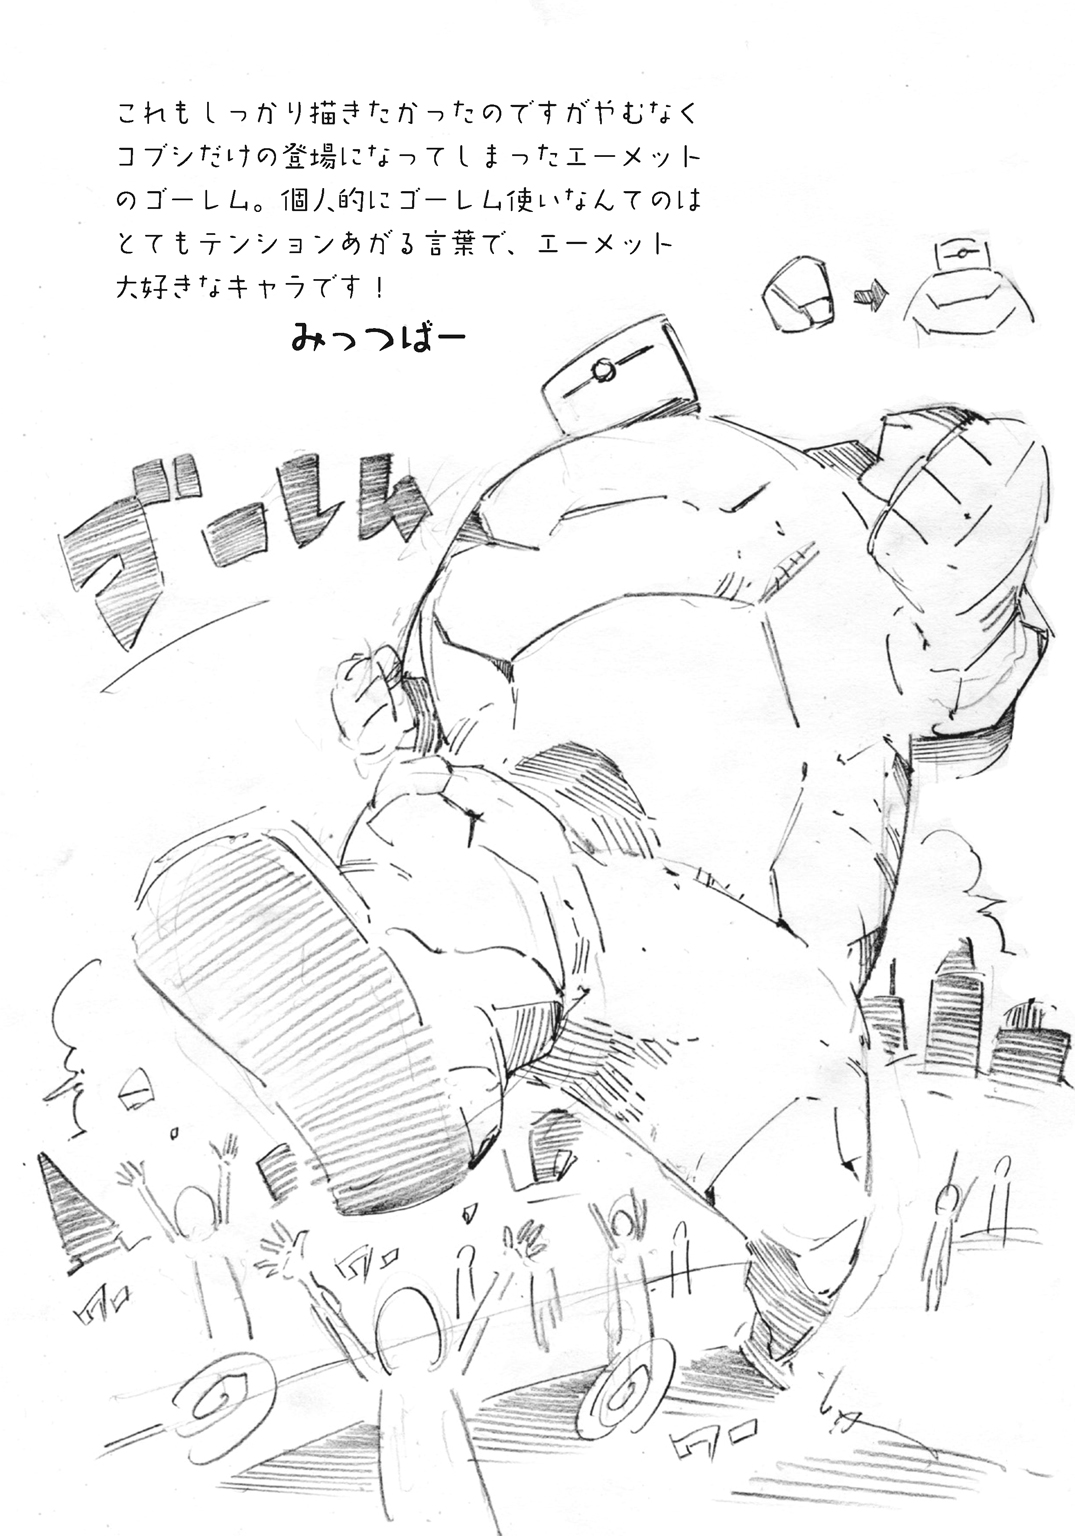 これもしっかり描きたかったのですがやむなく
コブシだけの登場になってしまったエーメット
のゴーレム。個人的にゴーレム使いなんてのは
とてもテンションあがる言葉で、エーメット
大好きなキャラです！
みっつばー
ゴーレム
ワー
ワー
ワー